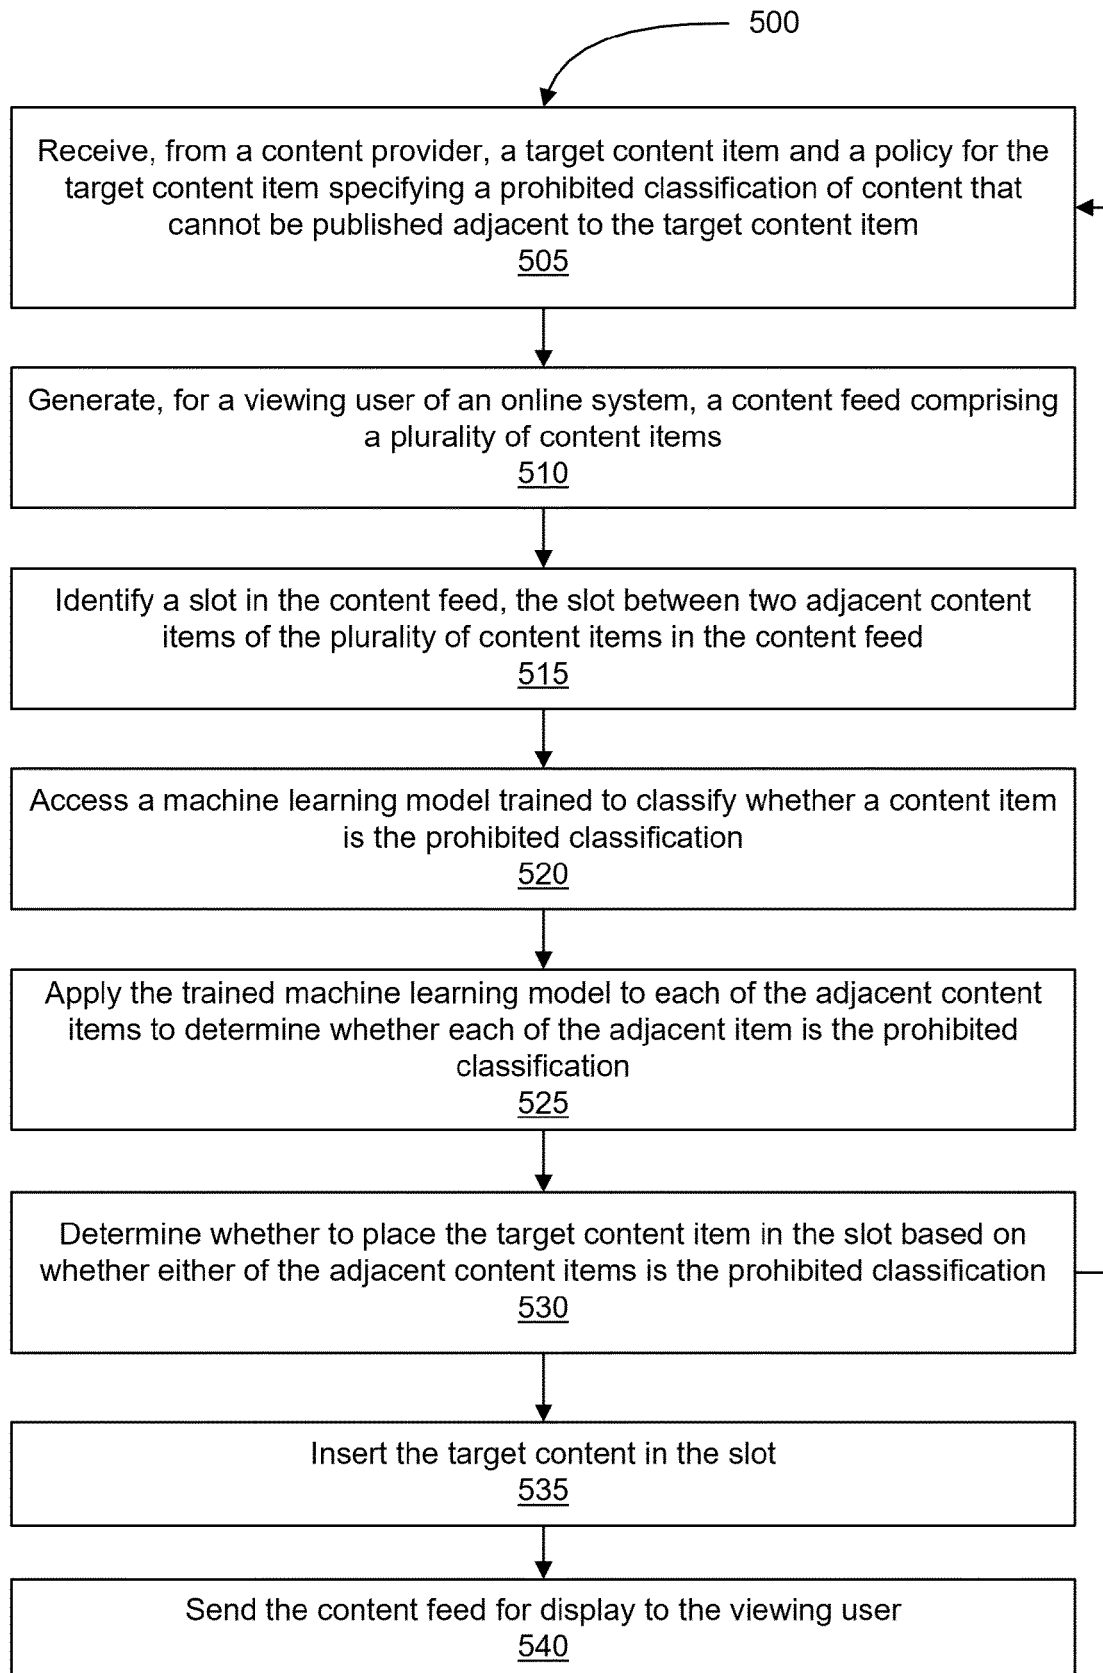 500
Receive, from a content provider, a target content item and a policy for the
target content item specifying a prohibited classification of content that
cannot be published adjacent to the target content item
505
Generate, for a viewing user of an online system, a content feed comprising
a plurality of content items
510
Identify a slot in the content feed, the slot between two adjacent content
items of the plurality of content items in the content feed
515
Access a machine learning model trained to classify whether a content item
is the prohibited classification
520
Apply the trained machine learning model to each of the adjacent content
items to determine whether each of the adjacent item is the prohibited
classification
525
Determine whether to place the target content item in the slot based on
whether either of the adjacent content items is the prohibited classification
530
Insert the target content in the slot
535
Send the content feed for display to the viewing user
540